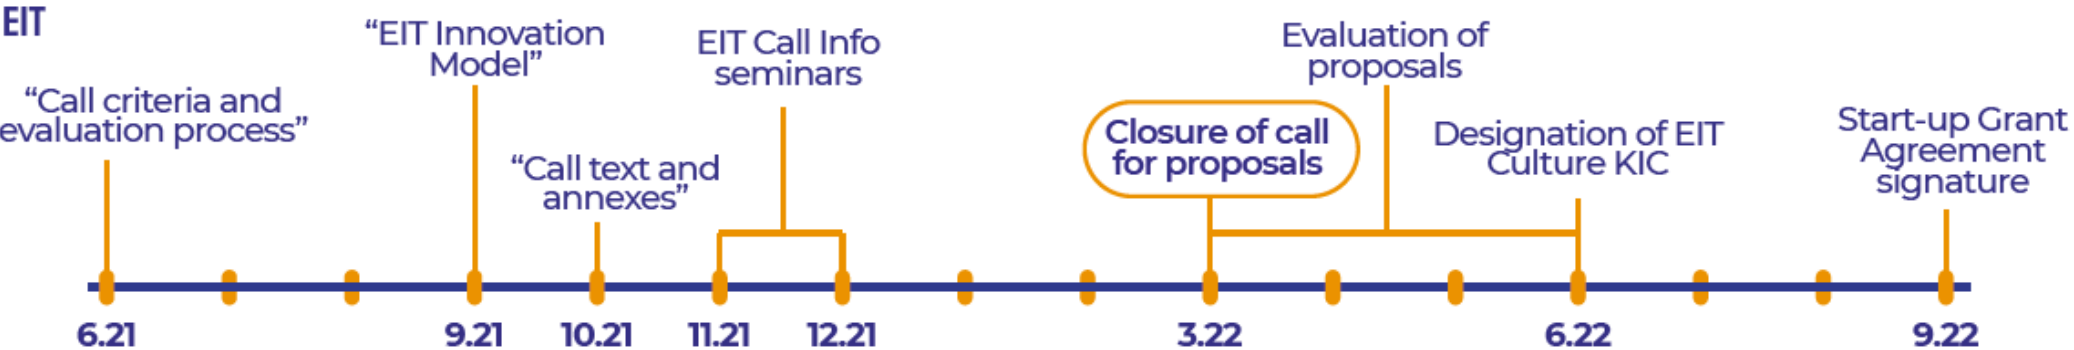 EIT
“Call criteria and
evaluation process”
“EIT Innovation
Model”
“Call text and
annexes”
EIT Call Info
seminars
Closure of call
for proposals
Evaluation of
proposals
Designation of EIT
Culture KIC
Start-up Grant
Agreement
signature
6.21
9.21
10.21
11.21
12.21
3.22
6.22
9.22